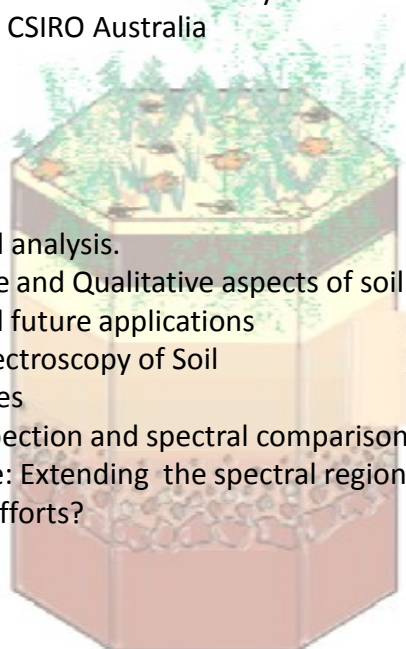 CSIRO Australia
analysis.
and Qualitative aspects of soil
future applications
ectroscopy of Soil
es
pection and spectral comparison
: Extending the spectral region
fforts?